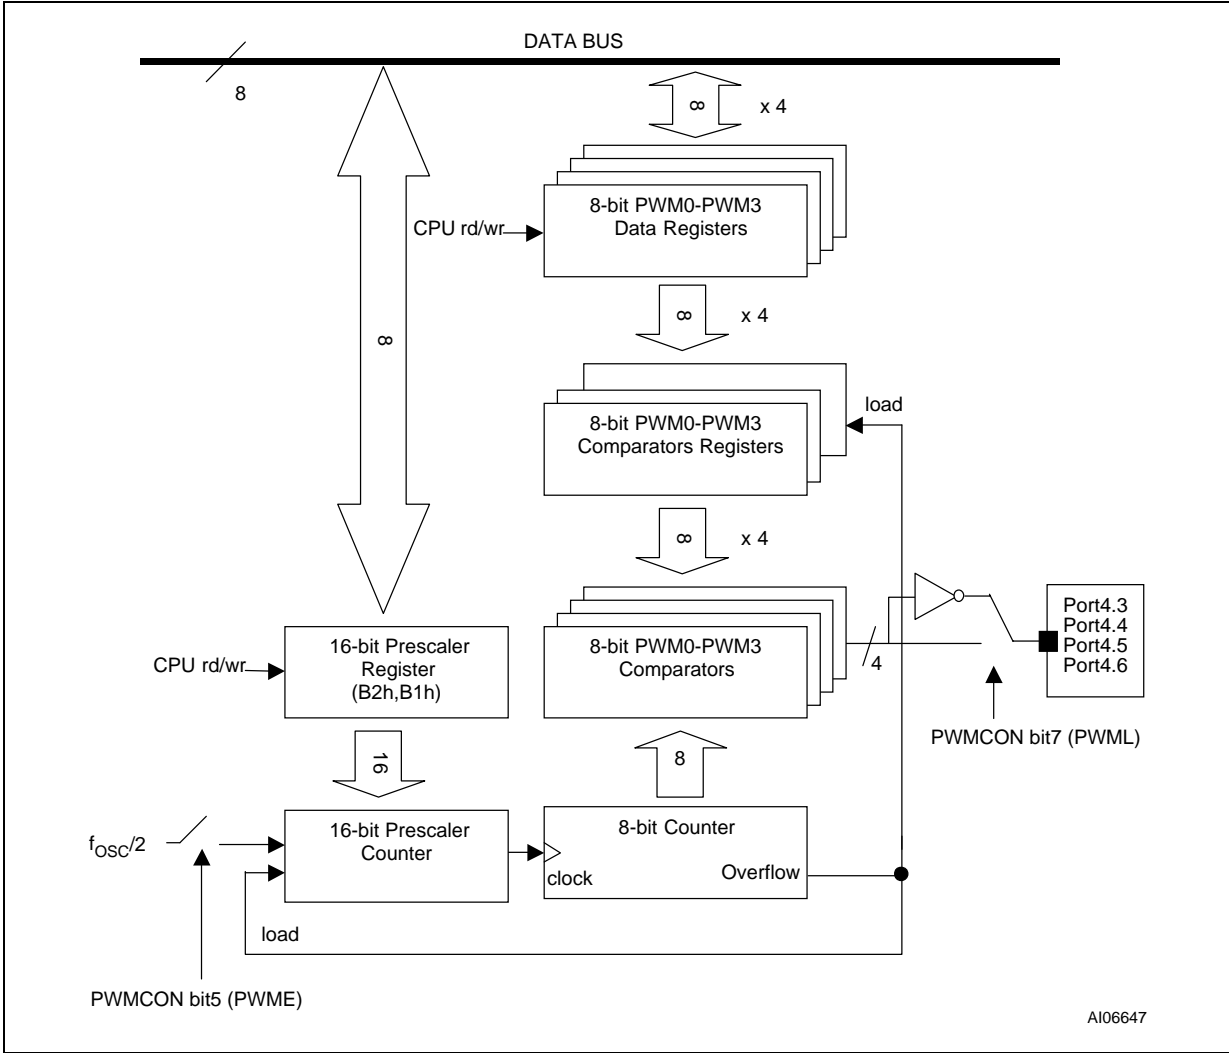 DATA BUS
8
8
x 4
8-bit PWM0-PWM3
Data Registers
CPU rd/wr
8
x 4
8
load
8-bit PWM0-PWM3
Comparators Registers
8
x 4
Port4.3
Port4.4
Port4.5
Port4.6
16-bit Prescaler
Register
(B2h,B1h)
8-bit PWM0-PWM3
Comparators
CPU rd/wr
4
PWMCON bit7 (PWML)
16
8
16-bit Prescaler
Counter
8-bit Counter
fOSC/2
clock
Overflow
load
PWMCON bit5 (PWME)
AI06647